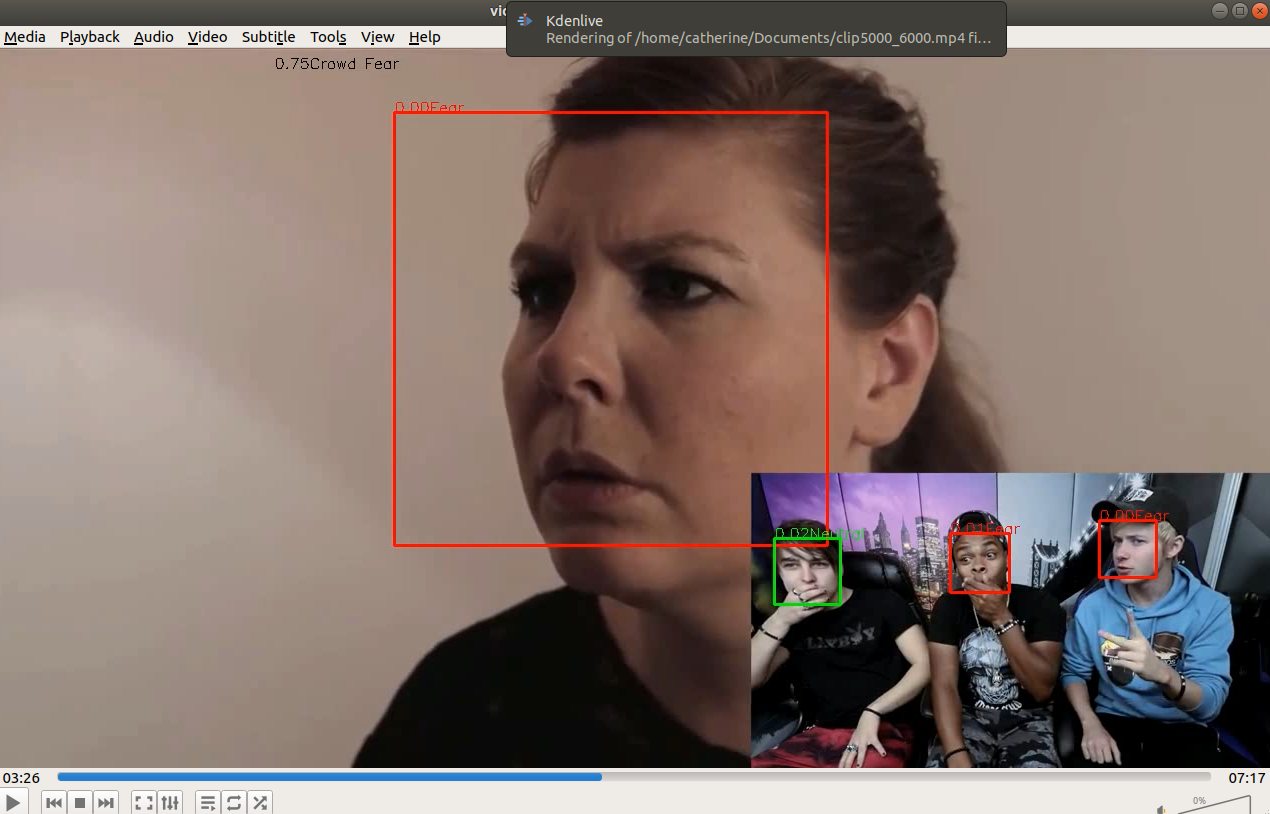 Kdenlive
Rendering of /home/catherine/Documents/clip5000_6000.mp4 fi...
Media Playback Audio Video Subtitle Tools View Help
0.75Crowd Fear
0.00Fear
0.00Fear
0.01Fear
0.02Neutral
03:26
07:17
0%